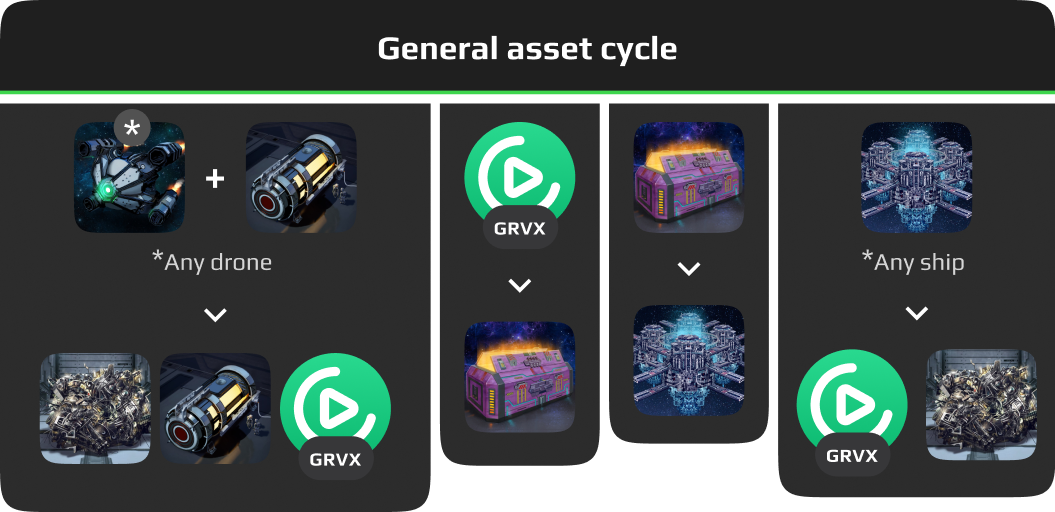 General asset cycle
*
+
*Any drone
GRVX
GRVX
*Any ship
GRVX